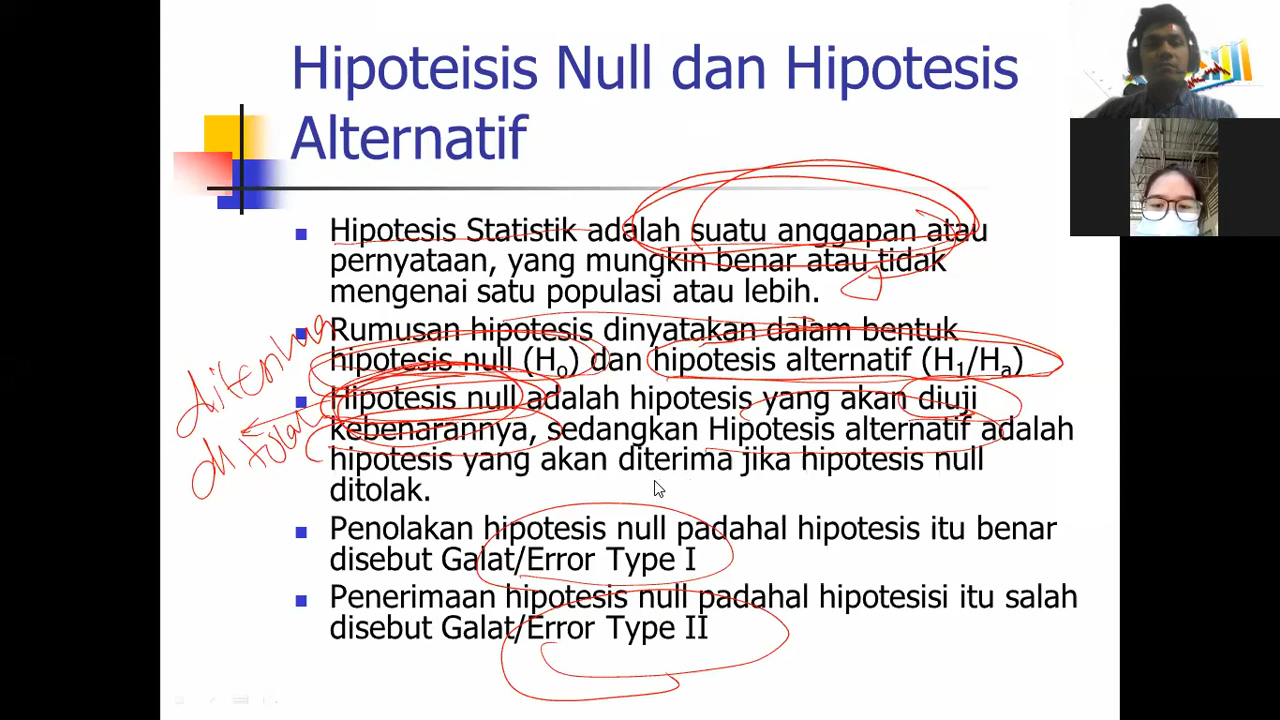 Hipoteisis Null dan Hipotesis
Alternatif
Hipotesis Statistik adalah suatu anggapan atau
pernyataan, yang mungkin benar atau tidak
mengenai satu populasi atau lebih.
Rumusan hipotesis dinyatakan dalam bentuk
hipotesis null (Ho) dan hipotesis alternatif (H1/Ha)
Hipotesis null adalah hipotesis yang akan diuji
kebenarannya, sedangkan Hipotesis alternatif adalah
hipotesis yang akan diterima jika hipotesis null
ditolak.
diterima
ditolak
Penolakan hipotesis null padahal hipotesis itu benar
disebut Galat/Error Type I
Penerimaan hipotesis null padahal hipotesisi itu salah
disebut Galat/Error Type II